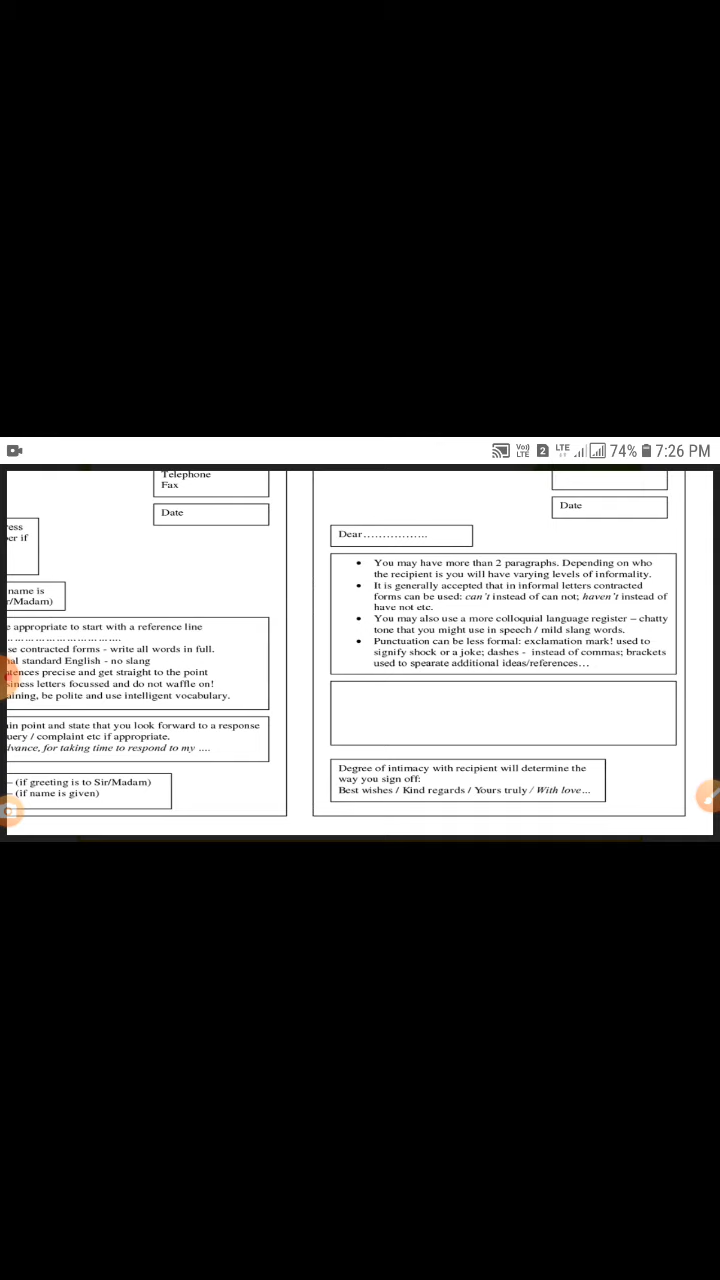 Voi) LTE 2 LTE 74% 7:26 PM
Telephone
Fax
Date
ress
per if
name is
r/Madam)
e appropriate to start with a reference line
…………………………….
se contracted forms - write all words in full.
nal standard English - no slang
ntences precise and get straight to the point
siness letters focussed and do not waffle on!
aining, be polite and use intelligent vocabulary.
ain point and state that you look forward to a response
uery / complaint etc if appropriate.
dvance, for taking time to respond to my ….
– (if greeting is to Sir/Madam)
– (if name is given)
Date
Dear……………..
• You may have more than 2 paragraphs. Depending on who
the recipient is you will have varying levels of informality.
• It is generally accepted that in informal letters contracted
forms can be used: can't instead of can not; haven't instead of
have not etc.
• You may also use a more colloquial language register – chatty
tone that you might use in speech / mild slang words.
• Punctuation can be less formal: exclamation mark! used to
signify shock or a joke; dashes - instead of commas; brackets
used to spearate additional ideas/references…
Degree of intimacy with recipient will determine the
way you sign off:
Best wishes / Kind regards / Yours truly / With love…